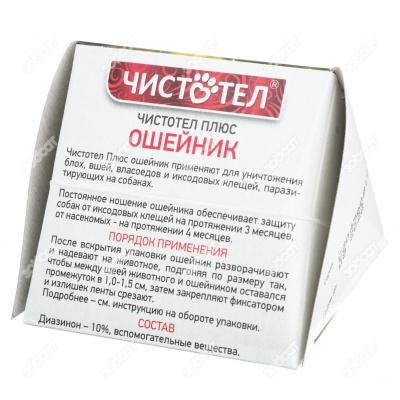 ЧИСТОТЕЛ®
ЧИСТОТЕЛ ПЛЮС
ОШЕЙНИК
Чистотел Плюс ошейник применяют для уничтожения
блох, вшей, власоедов и иксодовых клещей, парази-
тирующих на собаках.
Постоянное ношение ошейника обеспечивает защиту
собак от иксодовых клещей на протяжении 3 месяцев,
от насекомых - на протяжении 4 месяцев.
ПОРЯДОК ПРИМЕНЕНИЯ
После вскрытия упаковки ошейник разворачивают
и надевают на животное, подгоняя по размеру так,
чтобы между шеей животного и ошейником оставался
промежуток в 1,0–1,5 см, затем закрепляют фиксатором
и излишек ленты срезают.
Подробнее – см. инструкцию на обороте упаковки.
СОСТАВ
Диазинон – 10%, вспомогательные вещества.